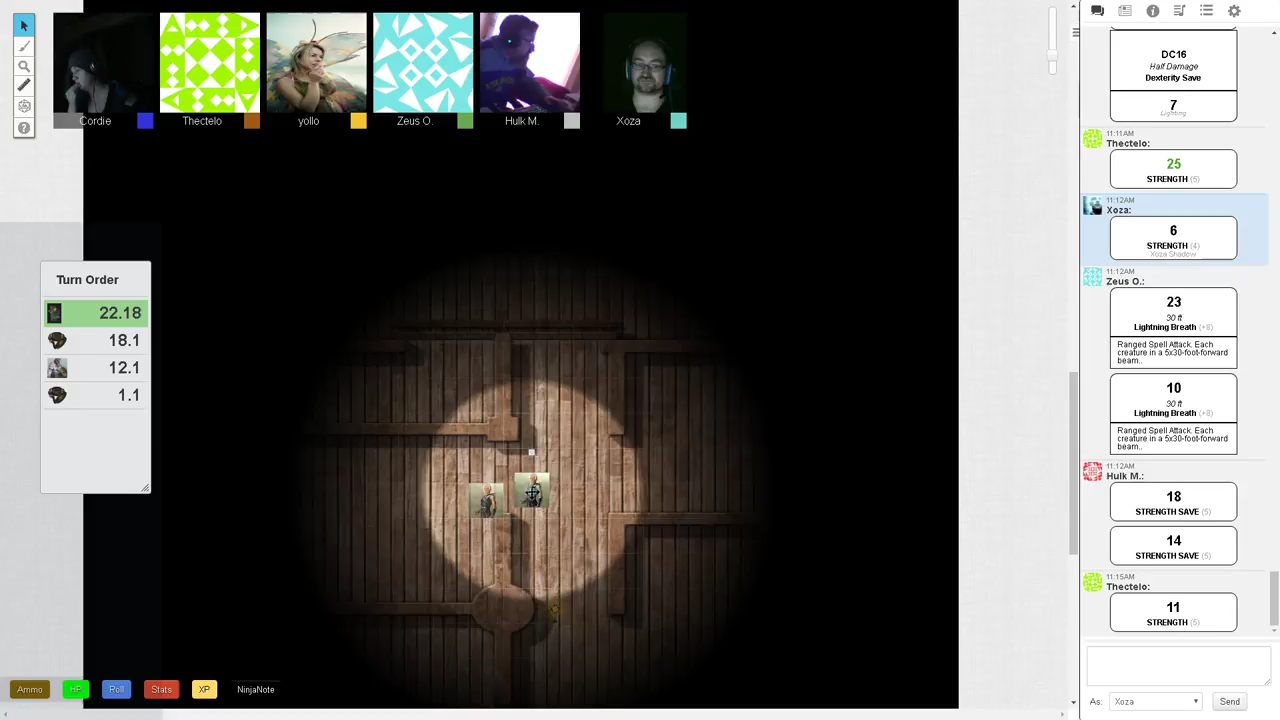 Cordie
Thectelo
yollo
Zeus O.
Hulk M.
Xoza
Turn Order
22.18
18.1
12.1
1.1
Ammo
HP
Roll
Stats
XP
NinjaNote
DC16
Half Damage
Dexterity Save
7
Lighting
11:11AM
Thectelo:
25
STRENGTH (5)
11:12AM
Xoza:
6
STRENGTH (4)
Xoza Shadow
11:12AM
Zeus O.:
23
30 ft
Lightning Breath (+8)
Ranged Spell Attack. Each
creature in a 5x30-foot-forward
beam..
10
30 ft
Lightning Breath (+8)
Ranged Spell Attack. Each
creature in a 5x30-foot-forward
beam..
11:12AM
Hulk M.:
18
STRENGTH SAVE (5)
14
STRENGTH SAVE (5)
11:15AM
Thectelo:
11
STRENGTH (5)
As: Xoza
Send